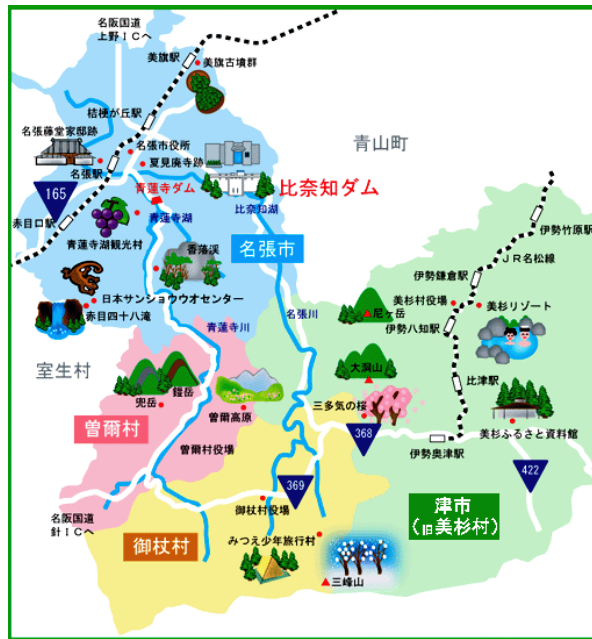 名阪国道
上野ICへ
美旗駅
美旗古墳群
桔梗が丘駅
名張藤堂家邸跡
名張市役所
夏見廃寺跡
名張駅
青山町
165
青蓮寺ダム
比奈知ダム
赤目口駅
青蓮寺湖
比奈知湖
伊勢竹原駅
青蓮寺湖観光村
香落渓
名張市
JR名松線
伊勢鎌倉駅
日本サンショウウオセンター
美杉村役場
美杉リゾート
尼ヶ岳
赤目四十八滝
名張川
伊勢八知駅
青蓮寺川
室生村
大洞山
比津駅
兜岳
鎧岳
曽爾高原
三多気の桜
美杉ふるさと資料館
曽爾村
368
伊勢奥津駅
曽爾村役場
422
369
名阪国道
針ICへ
御杖村役場
津市
(旧美杉村)
御杖村
みつえ少年旅行村
三峰山